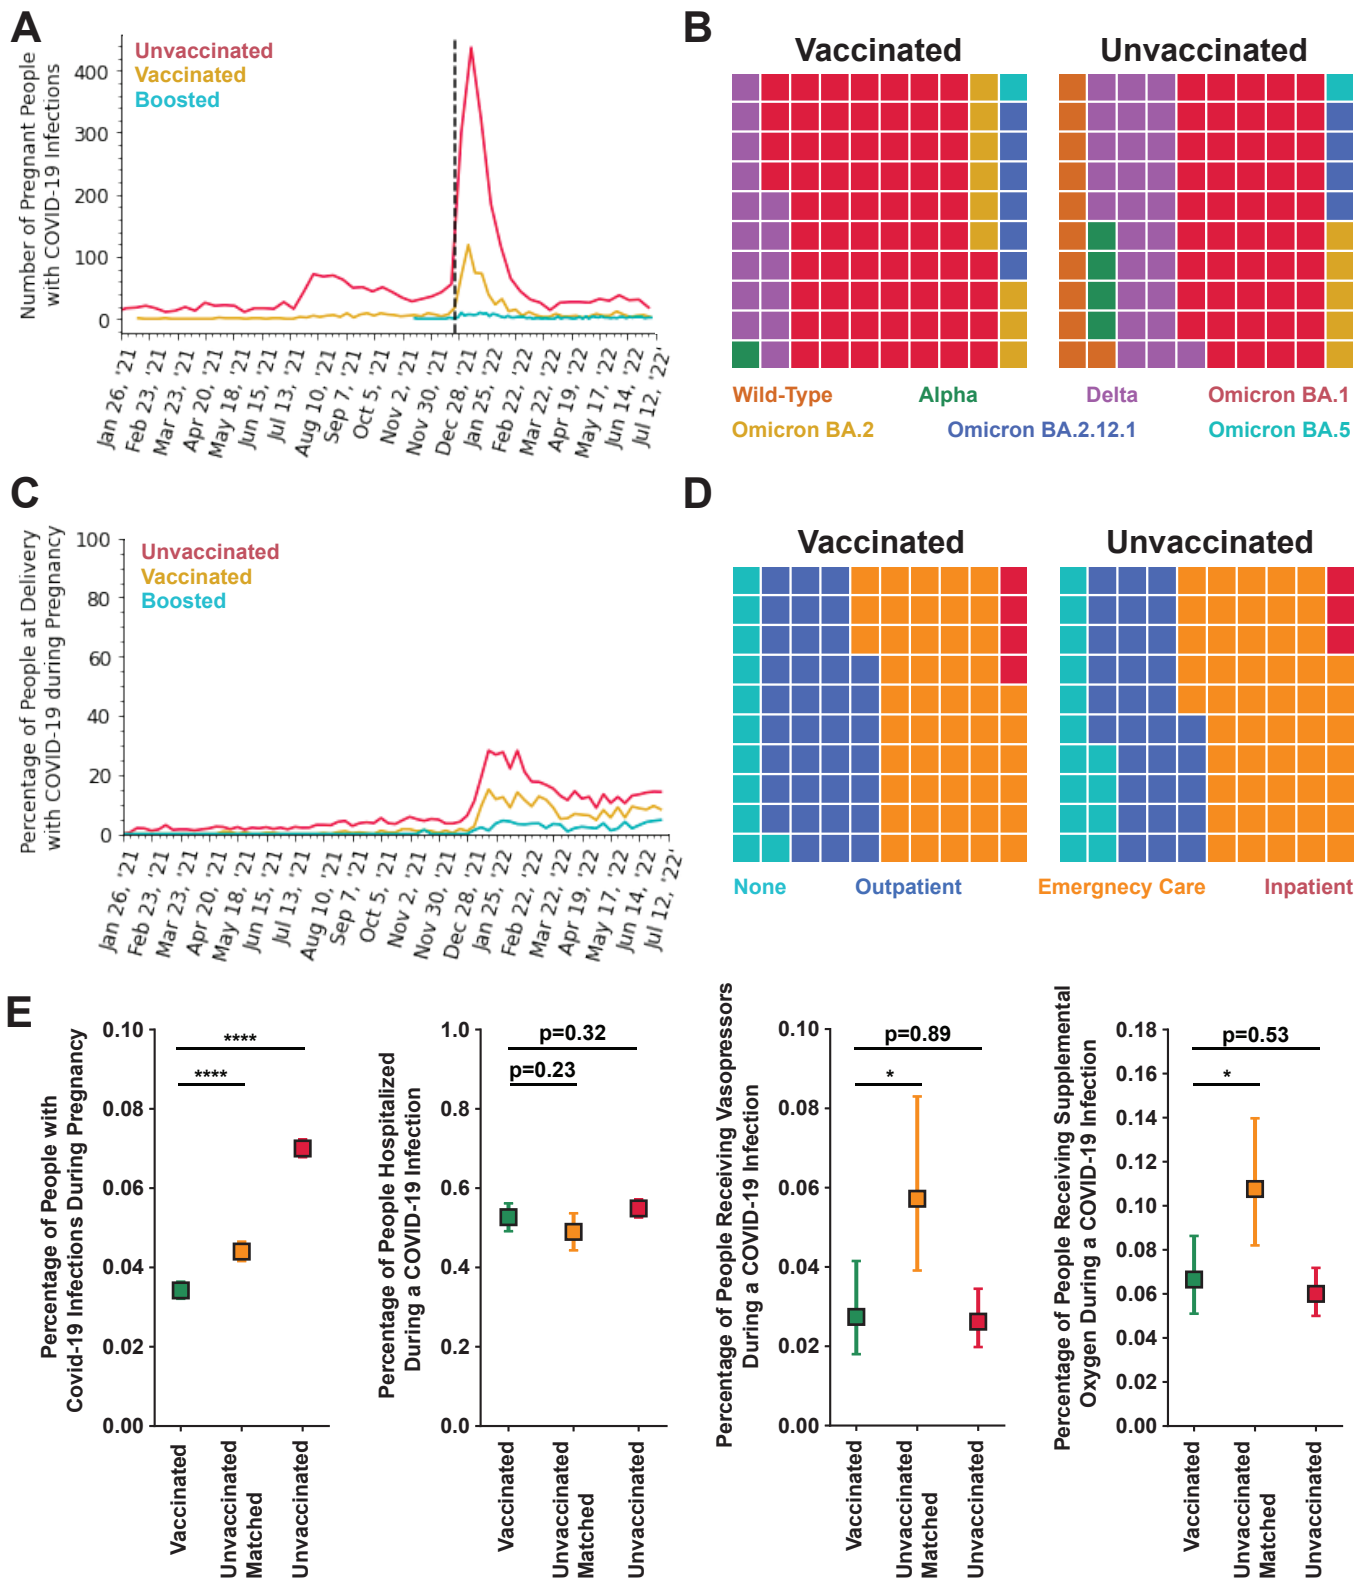 A
Number of Pregnant People
with COVID-19 Infections
Unvaccinated
Vaccinated
Boosted
400
300
200
100
0
Jan 26, '21
Feb 23, '21
Mar 23, '21
Apr 20, '21
May 18, '21
Jun 15, '21
Jul 13, '21
Aug 10, '21
Sep 7, '21
Oct 5, '21
Nov 2, '21
Nov 30, '21
Dec 28, '21
Jan 25, '22
Feb 22, '22
Mar 22, '22
Apr 19, '22
May 17, '22
Jun 14, '22
Jul 12, '22'
B
Vaccinated
Unvaccinated
Wild-Type
Alpha
Delta
Omicron BA.1
Omicron BA.2
Omicron BA.2.12.1
Omicron BA.5
C
Percentage of People at Delivery
with COVID-19 during Pregnancy
Unvaccinated
Vaccinated
Boosted
100
80
60
40
20
0
Jan 26, '21
Feb 23, '21
Mar 23, '21
Apr 20, '21
May 18, '21
Jun 15, '21
Jul 13, '21
Aug 10, '21
Sep 7, '21
Oct 5, '21
Nov 2, '21
Nov 30, '21
Dec 28, '21
Jan 25, '22
Feb 22, '22
Mar 22, '22
Apr 19, '22
May 17, '22
Jun 14, '22
Jul 12, '22'
D
Vaccinated
Unvaccinated
None
Outpatient
Emergnecy Care
Inpatient
E
Percentage of People with
Covid-19 Infections During Pregnancy
0.10
0.08
0.06
0.04
0.02
0.00
****
****
Vaccinated
Unvaccinated
Matched
Unvaccinated
Percentage of People Hospitalized
During a COVID-19 Infection
1.0
0.8
0.6
0.4
0.2
0.0
p=0.32
p=0.23
Vaccinated
Unvaccinated
Matched
Unvaccinated
Percentage of People Receiving Vasopressors
During a COVID-19 Infection
0.10
0.08
0.06
0.04
0.02
0.00
p=0.89
*
Vaccinated
Unvaccinated
Matched
Unvaccinated
Percentage of People Receiving Supplemental
Oxygen During a COVID-19 Infection
0.18
0.16
0.14
0.12
0.10
0.08
0.06
0.04
0.02
0.00
p=0.53
*
Vaccinated
Unvaccinated
Matched
Unvaccinated